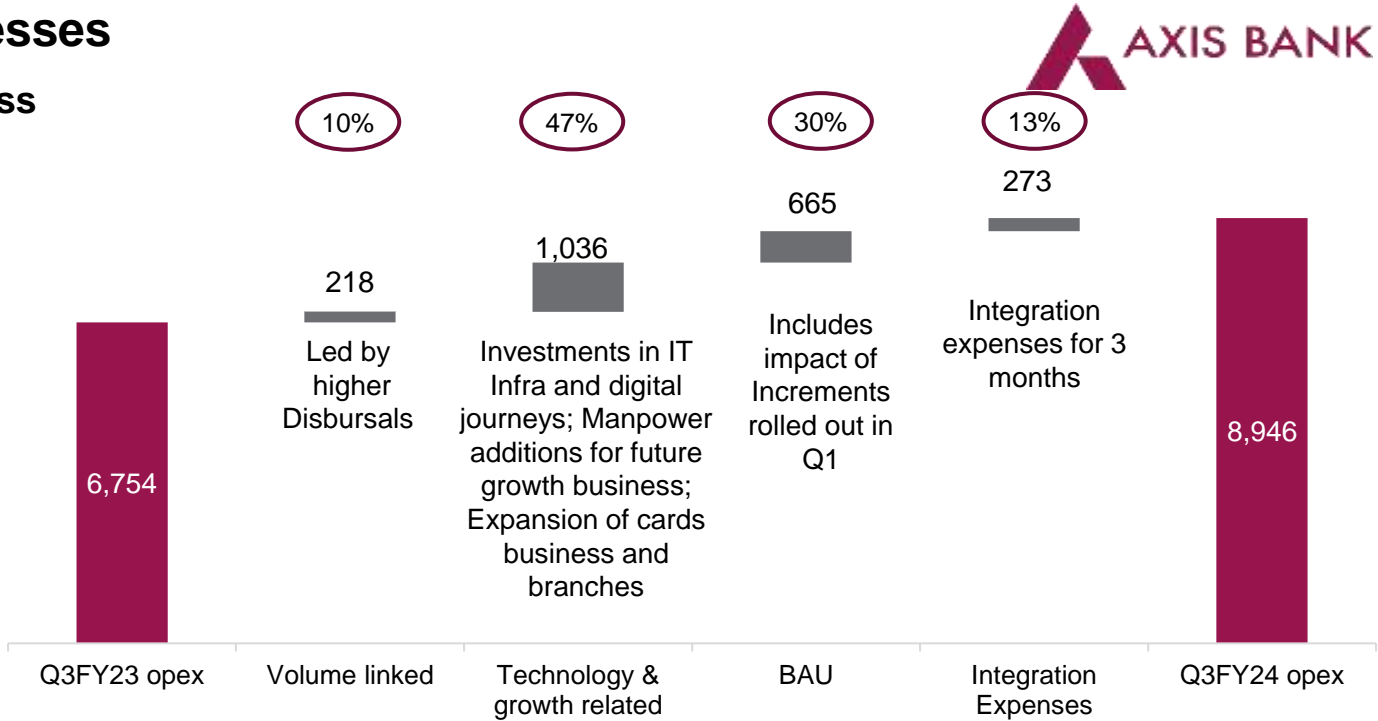 esses
ss
AXIS BANK
10%
47%
30%
13%
218
1,036
665
273
6,754
Led by
higher
Disbursals
Investments in IT
Infra and digital
journeys; Manpower
additions for future
growth business;
Expansion of cards
business and
branches
Includes
impact of
Increments
rolled out in
Q1
Integration
expenses for 3
months
8,946
Q3FY23 opex
Volume linked
Technology &
growth related
BAU
Integration
Expenses
Q3FY24 opex